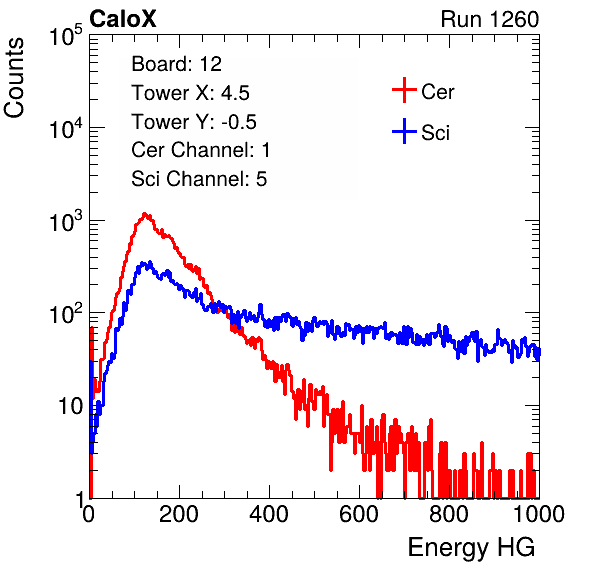 CaloX Run 1260
Counts
10^5
10^4
10^3
10^2
10
1
Board: 12
Tower X: 4.5
Tower Y: -0.5
Cer Channel: 1
Sci Channel: 5
Cer
Sci
0 200 400 600 800 1000
Energy HG